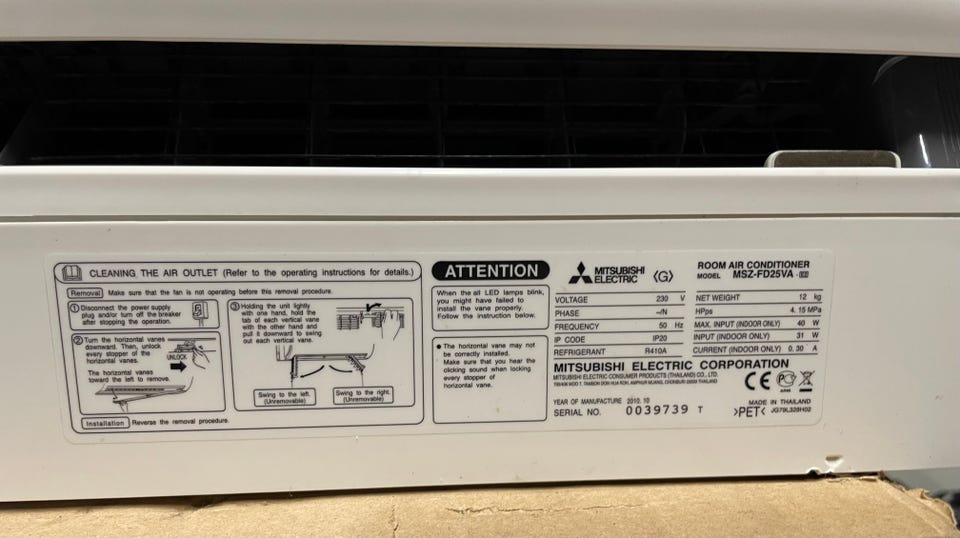 CLEANING THE AIR OUTLET (Refer to the operating instructions for details.)
Removal Make sure that the fan is not operating before this removal procedure.
① Disconnect the power supply
plug and/or turn off the breaker
after stopping the operation.
② Turn the horizontal vanes
downward. Then, unlock
every stopper of the
horizontal vanes.
UNLOCK
The horizontal vanes
toward the left to remove.
③ Holding the unit lightly
with one hand, hold the
tab of each vertical vane
with the other hand and
pull it downward to swing
out each vertical vane.
Swing to the left.
(Unremovable)
Swing to the right.
(Unremovable)
Installation Reverse the removal procedure.
ATTENTION
When the all LED lamps blink,
you might have failed to
install the vane properly.
Follow the instruction below.
● The horizontal vane may not
be correctly installed.
Make sure that you hear the
clicking sound when locking
every stopper of
horizontal vane.
MITSUBISHI
ELECTRIC
〈G〉
ROOM AIR CONDITIONER
MODEL MSZ-FD25VA -
VOLTAGE 230 V
PHASE ~/N
FREQUENCY 50 Hz
IP CODE IP20
REFRIGERANT R410A
NET WEIGHT 12 kg
HPps 4.15 MPa
MAX. INPUT (INDOOR ONLY) 40 W
INPUT (INDOOR ONLY) 31 W
CURRENT (INDOOR ONLY) 0.30 A
MITSUBISHI ELECTRIC CORPORATION
MITSUBISHI ELECTRIC CONSUMER PRODUCTS (THAILAND) CO., LTD.
CHONBURI 20000 THAILAND
YEAR OF MANUFACTURE 2010. 10
SERIAL NO. 0039739 T
CE
MADE IN THAILAND
>PET< JG79L328H02